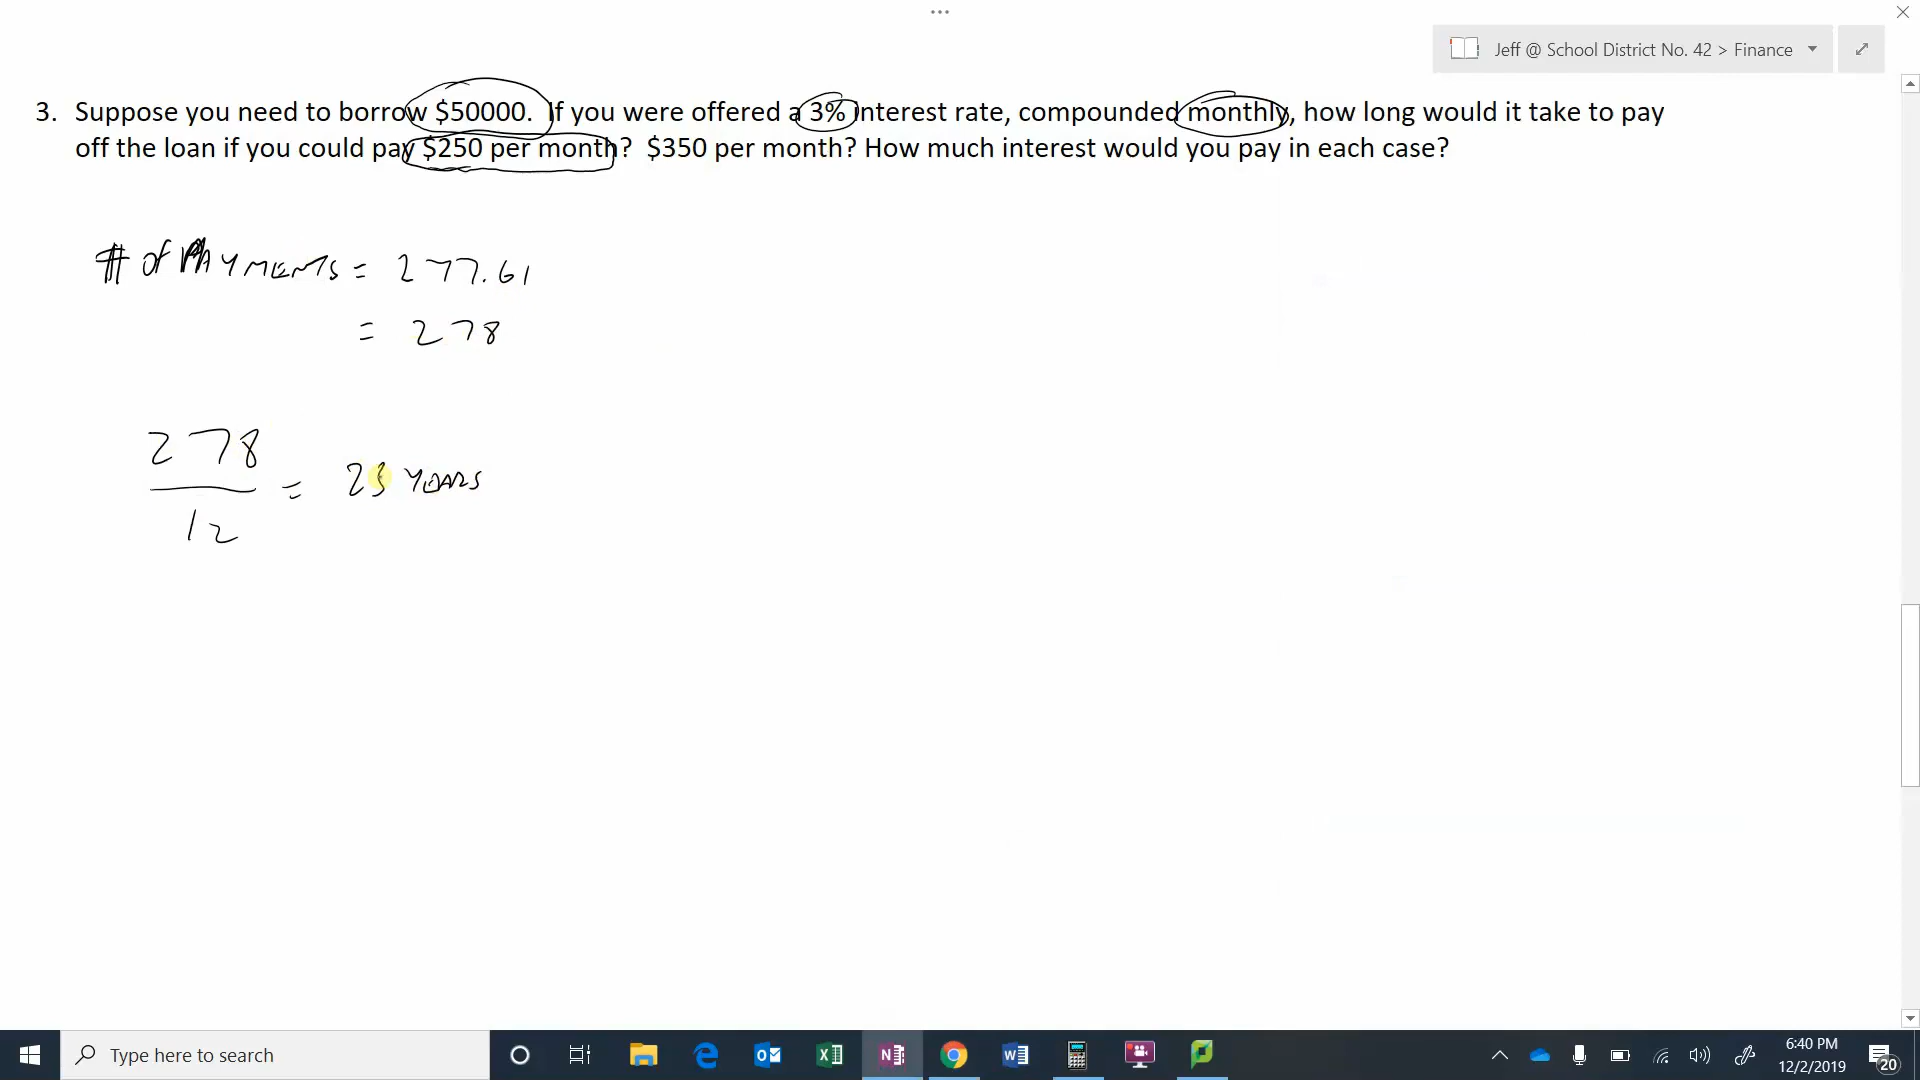 Jeff @ School District No. 42 > Finance
3. Suppose you need to borrow $50000. If you were offered a 3% interest rate, compounded monthly, how long would it take to pay
off the loan if you could pay $250 per month? $350 per month? How much interest would you pay in each case?
# of PAYMENTS = 277.61
= 278
278
12
= 23 YEARS
Type here to search
6:40 PM
12/2/2019
20